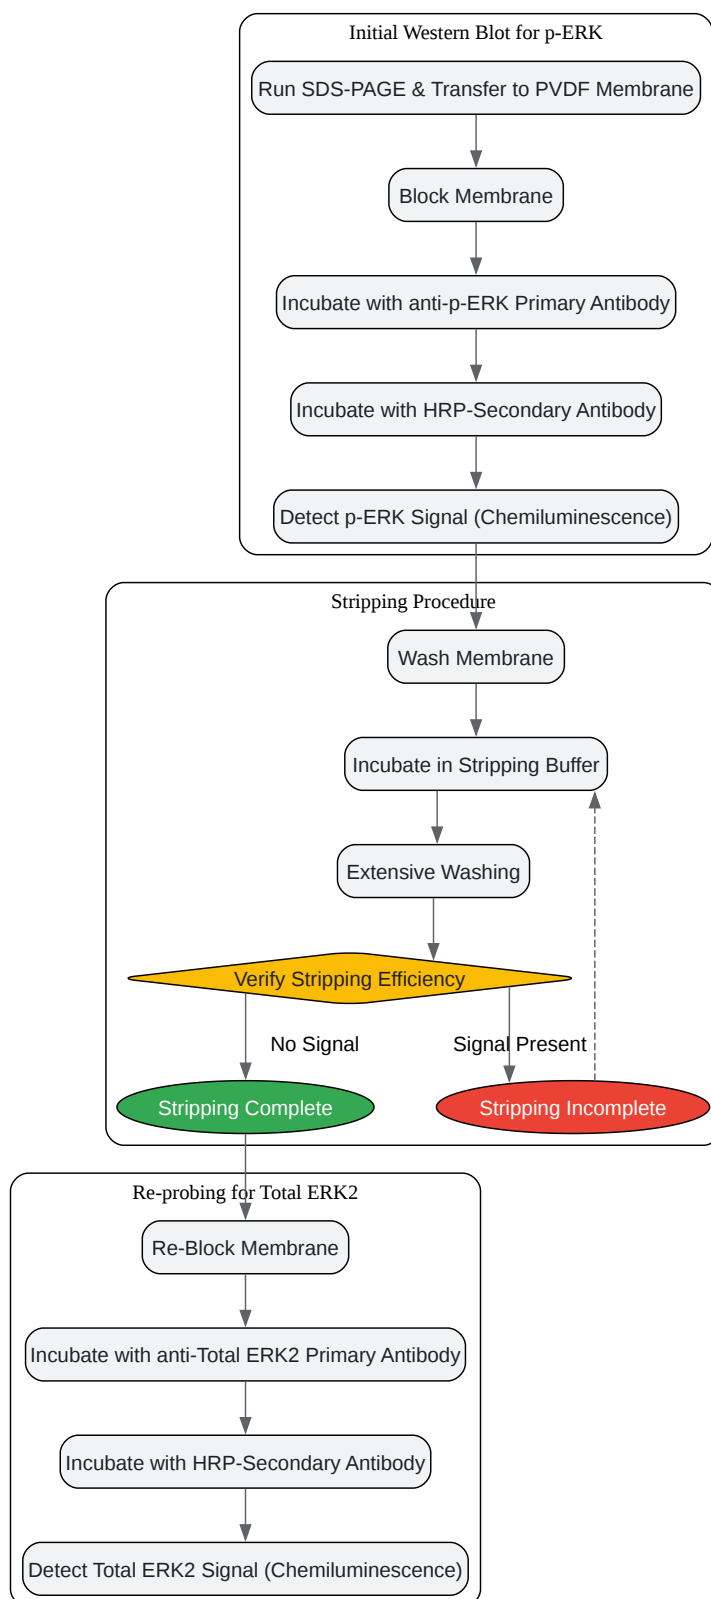 Initial Western Blot for p-ERK
Run SDS-PAGE & Transfer to PVDF Membrane
Block Membrane
Incubate with anti-p-ERK Primary Antibody
Incubate with HRP-Secondary Antibody
Detect p-ERK Signal (Chemiluminescence)
Stripping Procedure
Wash Membrane
Incubate in Stripping Buffer
Extensive Washing
Verify Stripping Efficiency
No Signal
Signal Present
Stripping Complete
Stripping Incomplete
Re-probing for Total ERK2
Re-Block Membrane
Incubate with anti-Total ERK2 Primary Antibody
Incubate with HRP-Secondary Antibody
Detect Total ERK2 Signal (Chemiluminescence)